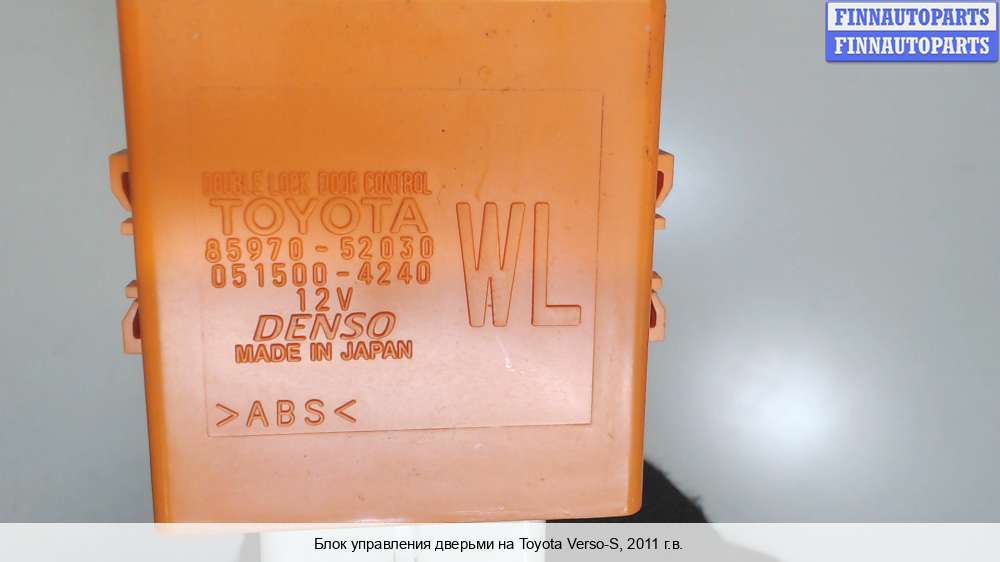 FINNAUTOPARTS
FINNAUTOPARTS
DOUBLE LOCK DOOR CONTROL
TOYOTA
85970-52030
051500-4240
12V
DENSO
MADE IN JAPAN
WL
>ABS<
Блок управления дверьми на Toyota Verso-S, 2011 г.в.